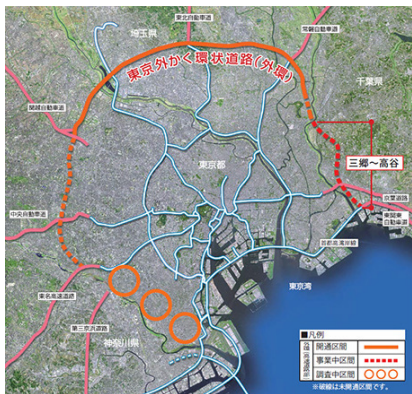 東北自動車道
常磐自動車道
埼玉県
東京外かく環状道路(外環)
千葉県
関越自動車道
三郷～高谷
東京都
京葉道路
東関東
自動車道
中央自動車道
首都高湾岸線
東京湾
東名高速道路
第三京浜道路
神奈川県
■凡例
開通区間
事業中区間
調査中区間
※破線は未開通区間です。